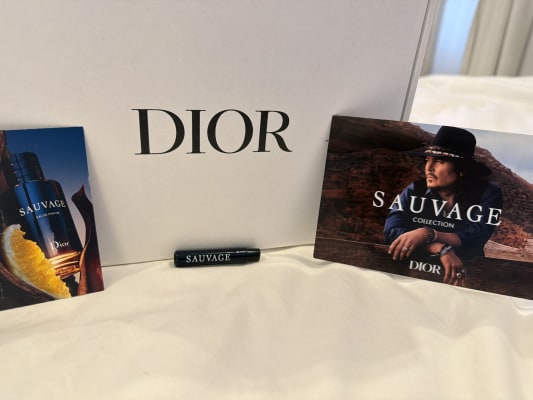 DIOR
SAUVAGE
EAU DE PARFUM
Dior
SAUVAGE
SAUVAGE
COLLECTION
DIOR